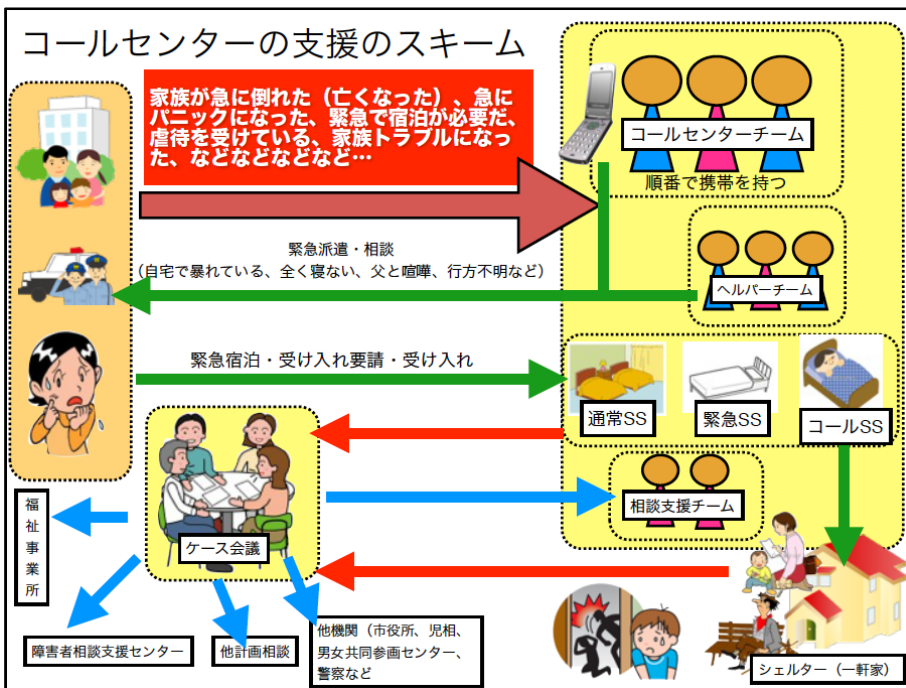 コールセンターの支援のスキーム
家族が急に倒れた（亡くなった）、急に
パニックになった、緊急で宿泊が必要だ、
虐待を受けている、家族トラブルになっ
た、などなどなどなど…
コールセンターチーム
順番で携帯を持つ
緊急派遣・相談
（自宅で暴れている、全く寝ない、父と喧嘩、行方不明など）
ヘルパーチーム
緊急宿泊・受け入れ要請・受け入れ
通常SS
緊急SS
コールSS
相談支援チーム
ケース会議
福祉事業所
障害者相談支援センター
他計画相談
他機関（市役所、児相、
男女共同参画センター、
警察など
シェルター（一軒家）